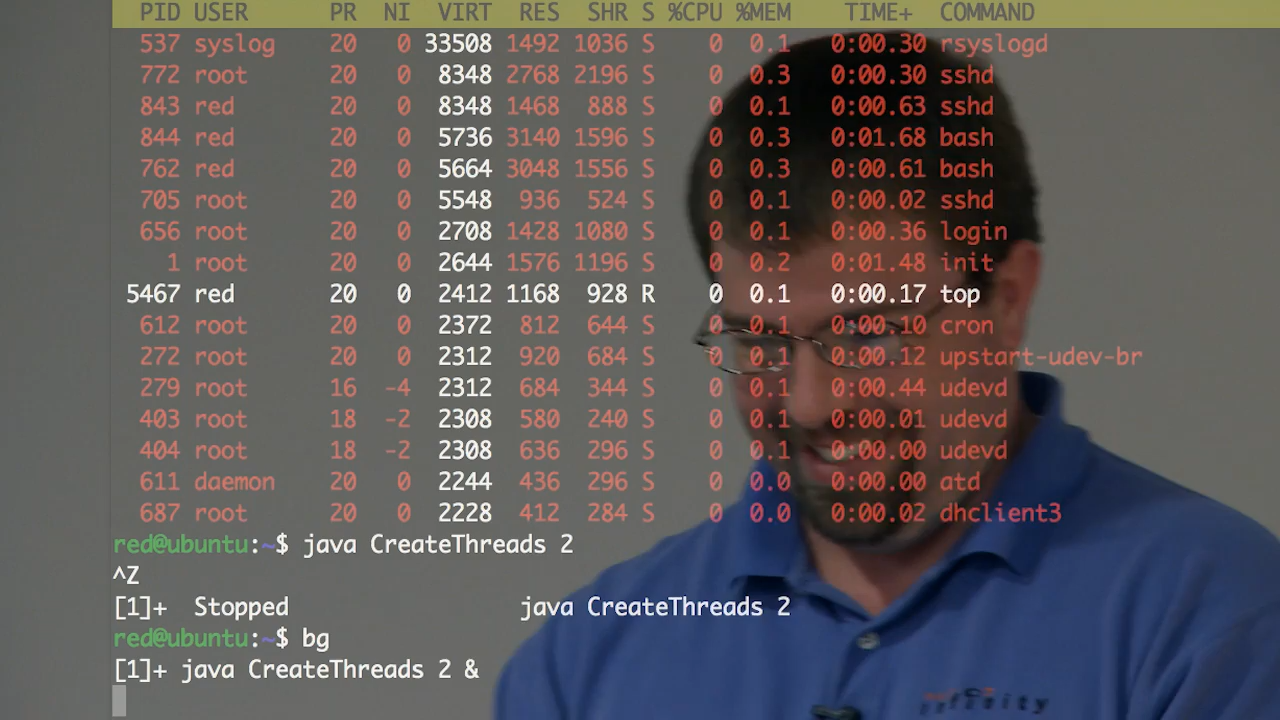 PID USER PR NI VIRT RES SHR S %CPU %MEM TIME+ COMMAND
537 syslog 20 0 33508 1492 1036 S 0 0.1 0:00.30 rsyslogd
772 root 20 0 8348 2768 2196 S 0 0.3 0:00.30 sshd
843 red 20 0 8348 1468 888 S 0 0.1 0:00.63 sshd
844 red 20 0 5736 3140 1596 S 0 0.3 0:01.68 bash
762 red 20 0 5664 3048 1556 S 0 0.3 0:00.61 bash
705 root 20 0 5548 936 524 S 0 0.1 0:00.02 sshd
656 root 20 0 2708 1428 1080 S 0 0.1 0:00.36 login
1 root 20 0 2644 1576 1196 S 0 0.2 0:01.48 init
5467 red 20 0 2412 1168 928 R 0 0.1 0:00.17 top
612 root 20 0 2372 812 644 S 0 0.1 0:00.10 cron
272 root 20 0 2312 920 684 S 0 0.1 0:00.12 upstart-udev-br
279 root 16 -4 2312 684 344 S 0 0.1 0:00.44 udevd
403 root 18 -2 2308 580 240 S 0 0.1 0:00.01 udevd
404 root 18 -2 2308 636 296 S 0 0.1 0:00.00 udevd
611 daemon 20 0 2244 436 296 S 0 0.0 0:00.00 atd
687 root 20 0 2228 412 284 S 0 0.0 0:00.02 dhclient3
red@ubuntu:~$ java CreateThreads 2
^Z
[1]+ Stopped java CreateThreads 2
red@ubuntu:~$ bg
[1]+ java CreateThreads 2 &